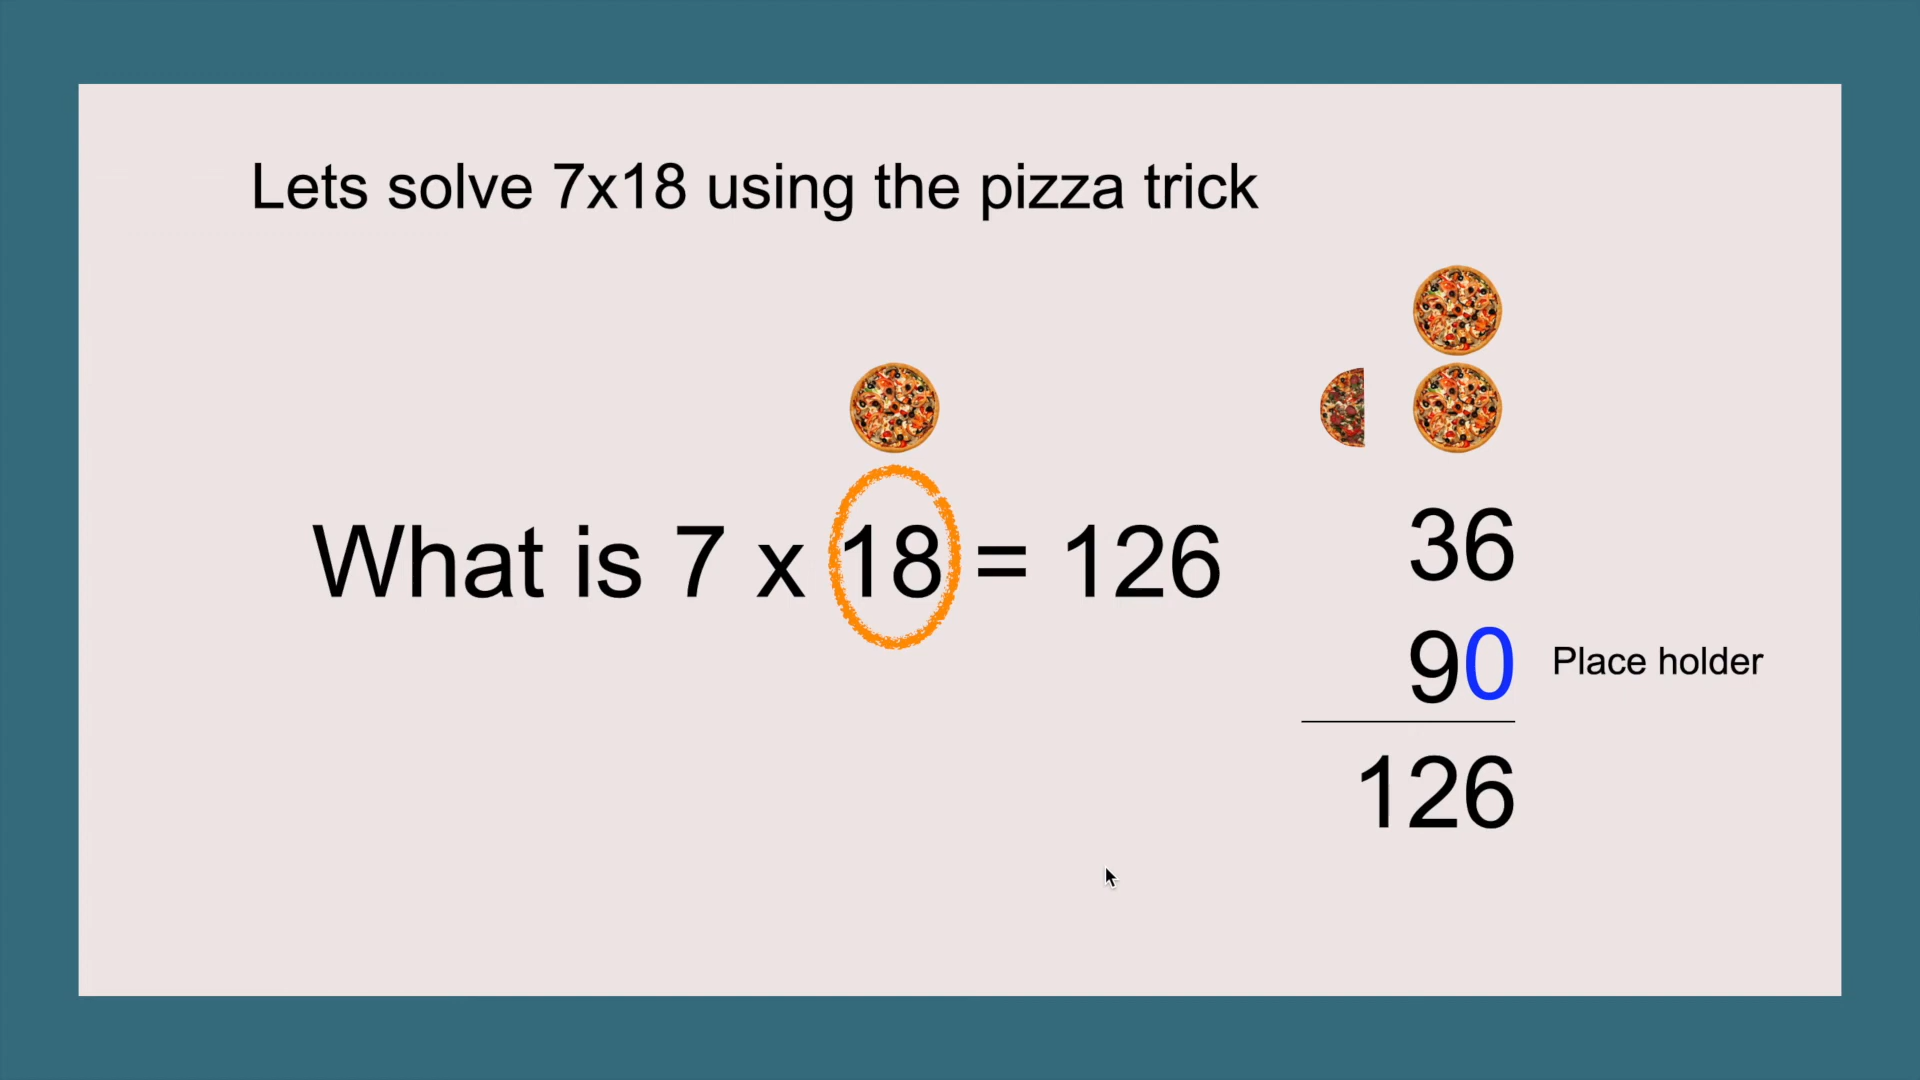 Lets solve 7x18 using the pizza trick
What is 7 x 18 = 126
36
90 Place holder
126